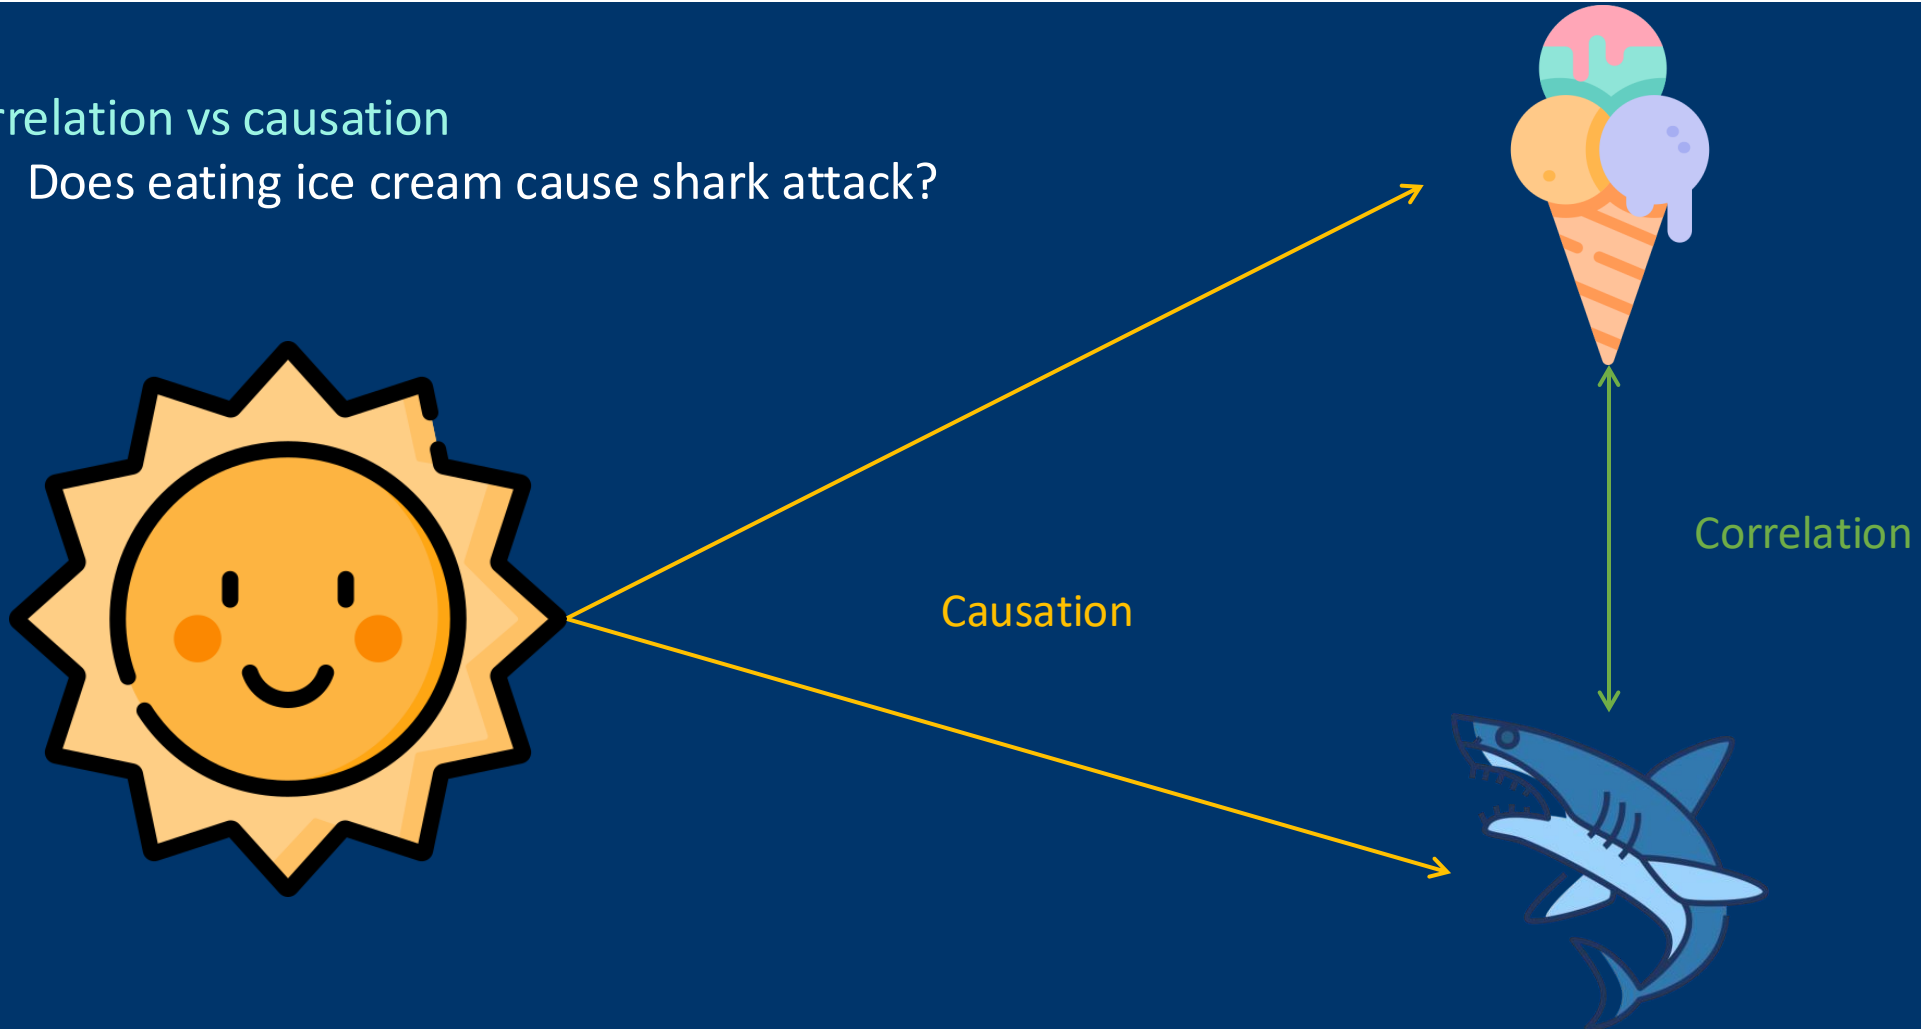 rrelation vs causation
Does eating ice cream cause shark attack?
Correlation
Causation